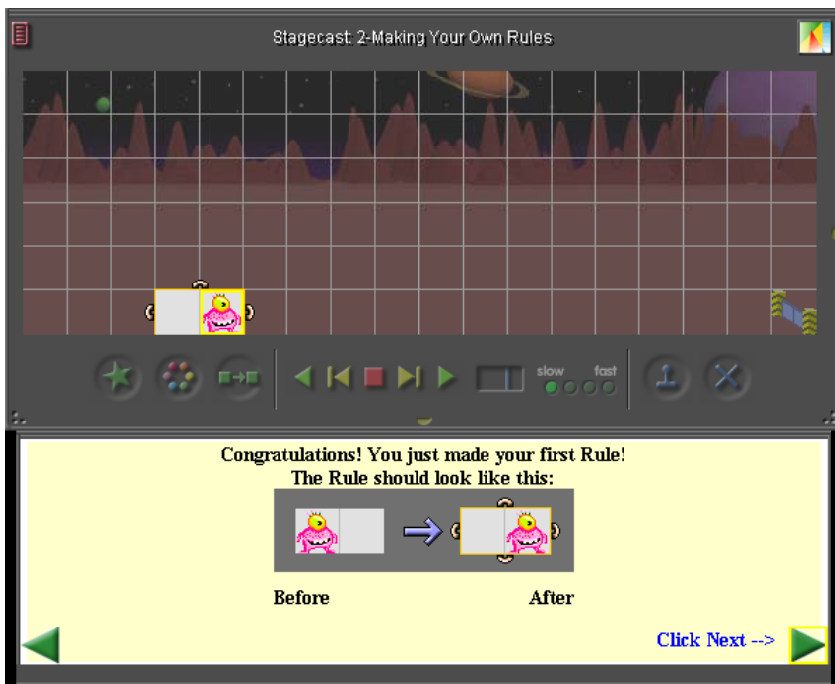 Stagecast: 2-Making Your Own Rules
slow fast
Congratulations! You just made your first Rule!
The Rule should look like this:
Before After
Click Next -->